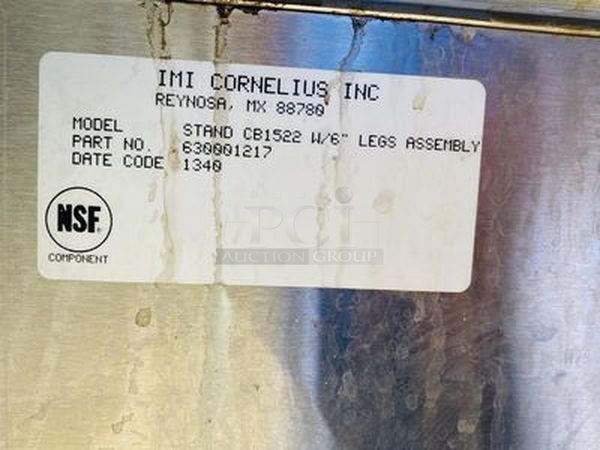 IMI CORNELIUS INC
REYNOSA, MX 88780
MODEL STAND CB1522 W/6" LEGS ASSEMBLY
PART NO. 630001217
DATE CODE 1340
NSF®
COMPONENT
PCi
AUCTION GROUP